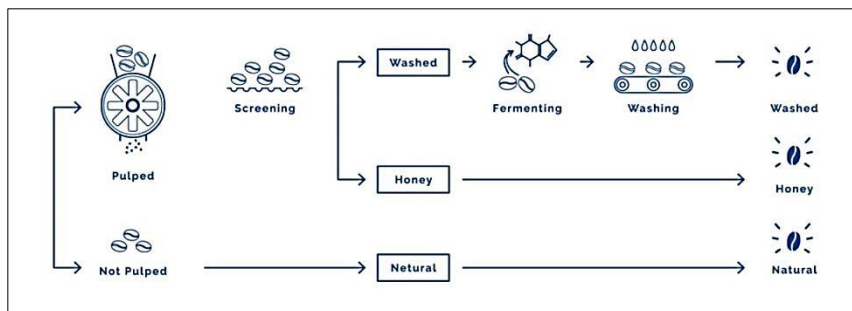 Washed
Screening
Fermenting
Washing
Washed
Pulped
Honey
Honey
Not Pulped
Netural
Natural